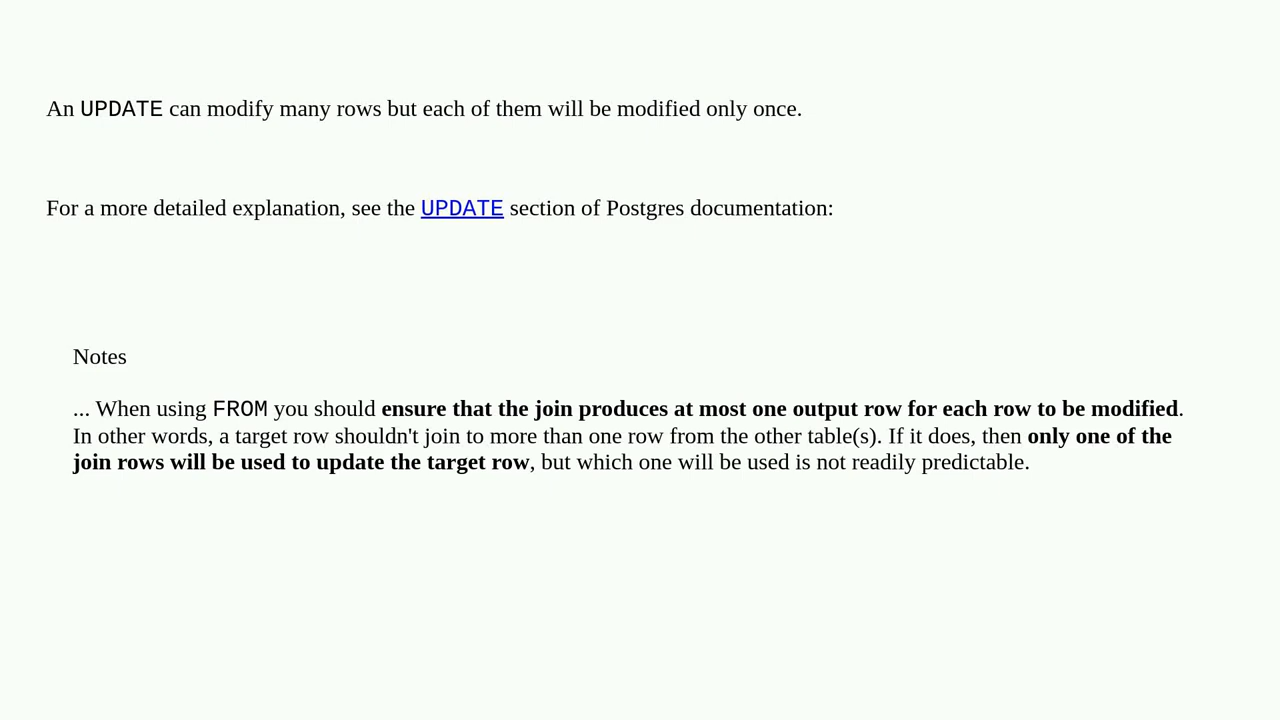 An UPDATE can modify many rows but each of them will be modified only once.
For a more detailed explanation, see the UPDATE section of Postgres documentation:
Notes
... When using FROM you should ensure that the join produces at most one output row for each row to be modified.
In other words, a target row shouldn't join to more than one row from the other table(s). If it does, then only one of the
join rows will be used to update the target row, but which one will be used is not readily predictable.